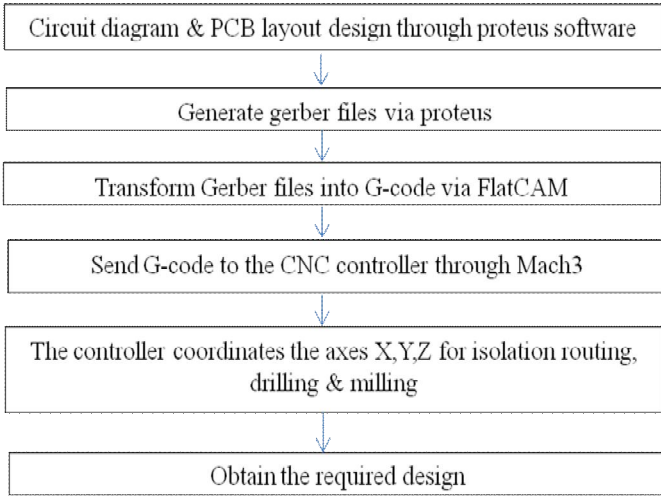 Circuit diagram & PCB layout design through proteus software
Generate gerber files via proteus
Transform Gerber files into G-code via FlatCAM
Send G-code to the CNC controller through Mach3
The controller coordinates the axes X,Y,Z for isolation routing,
drilling & milling
Obtain the required design